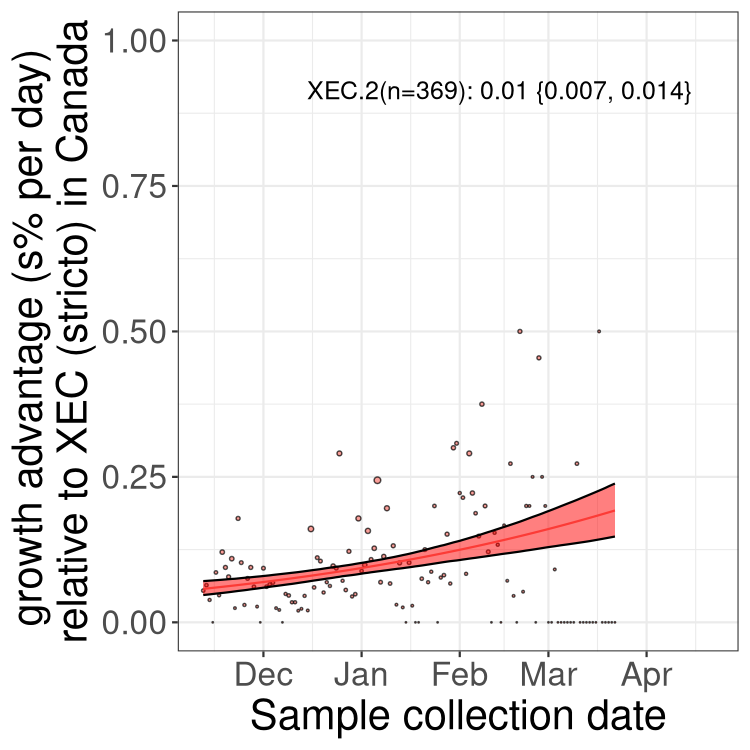 growth advantage (s% per day)
relative to XEC (stricto) in Canada
1.00
0.75
0.50
0.25
0.00
XEC.2(n=369): 0.01 {0.007, 0.014}
Dec Jan Feb Mar Apr
Sample collection date